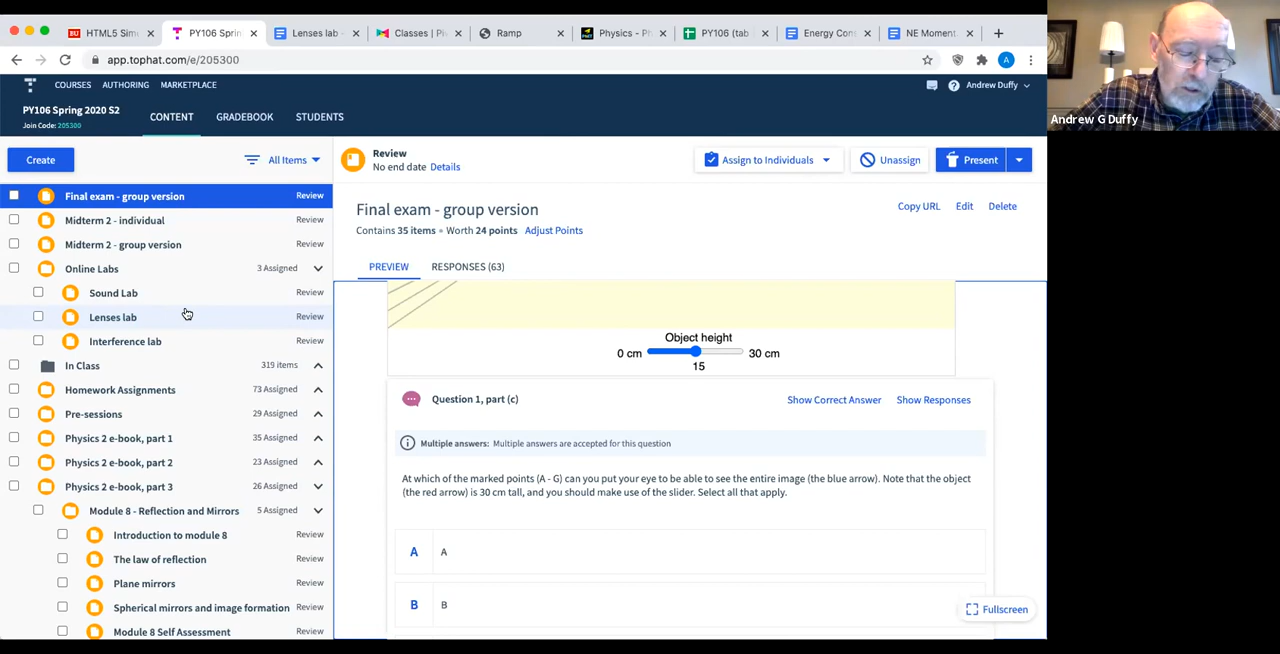 HTML5 Simu
PY106 Sprin
Lenses lab -
Classes | Pi
Ramp
Physics - Ph
PY106 (tab
Energy Cons
NE Moment
app.tophat.com/e/205300
A
COURSES
AUTHORING
MARKETPLACE
Andrew Duffy
PY106 Spring 2020 S2
Join Code: 205300
CONTENT
GRADEBOOK
STUDENTS
Andrew G Duffy
Create
All Items
Review
No end date Details
Assign to Individuals
Unassign
Present
Final exam - group version Review
Midterm 2 - individual Review
Midterm 2 - group version Review
Online Labs 3 Assigned
Sound Lab Review
Lenses lab Review
Interference lab Review
In Class 319 items
Homework Assignments 73 Assigned
Pre-sessions 29 Assigned
Physics 2 e-book, part 1 35 Assigned
Physics 2 e-book, part 2 23 Assigned
Physics 2 e-book, part 3 26 Assigned
Module 8 - Reflection and Mirrors 5 Assigned
Introduction to module 8 Review
The law of reflection Review
Plane mirrors Review
Spherical mirrors and image formation Review
Module 8 Self Assessment Review
Final exam - group version
Copy URL
Edit
Delete
Contains 35 items • Worth 24 points Adjust Points
PREVIEW
RESPONSES (63)
Object height
0 cm
30 cm
15
Question 1, part (c)
Show Correct Answer
Show Responses
Multiple answers: Multiple answers are accepted for this question
At which of the marked points (A - G) can you put your eye to be able to see the entire image (the blue arrow). Note that the object
(the red arrow) is 30 cm tall, and you should make use of the slider. Select all that apply.
A A
B B
Fullscreen